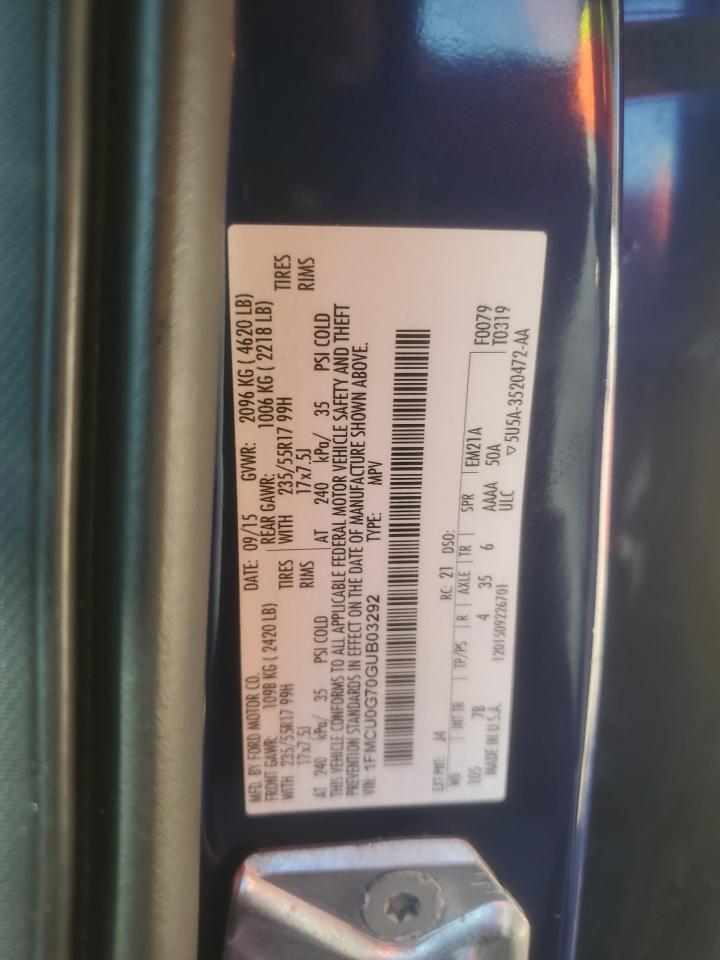 MFD. BY FORD MOTOR CO. DATE: 09/15 GVWR: 2096 KG ( 4620 LB)
FRONT GAWR: 1098 KG ( 2420 LB) REAR GAWR: 1006 KG ( 2218 LB)
WITH 235/55R17 99H TIRES WITH 235/55R17 99H TIRES
17x7.5J RIMS 17x7.5J RIMS
AT 240 kPa/ 35 PSI COLD AT 240 kPa/ 35 PSI COLD
THIS VEHICLE CONFORMS TO ALL APPLICABLE FEDERAL MOTOR VEHICLE SAFETY AND THEFT
PREVENTION STANDARDS IN EFFECT ON THE DATE OF MANUFACTURE SHOWN ABOVE.
VIN: 1FMCU0G70GUB03292 TYPE: MPV
EXT PNT: J4 RC: 21 DSO: F0079
WB INT TR TP/PS R AXLE TR SPR EM21A T0319
105 7B 4 35 6 AAAA 50A
MADE IN U.S.A. 1201509226701 ULC ▽5U5A-3520472-AA